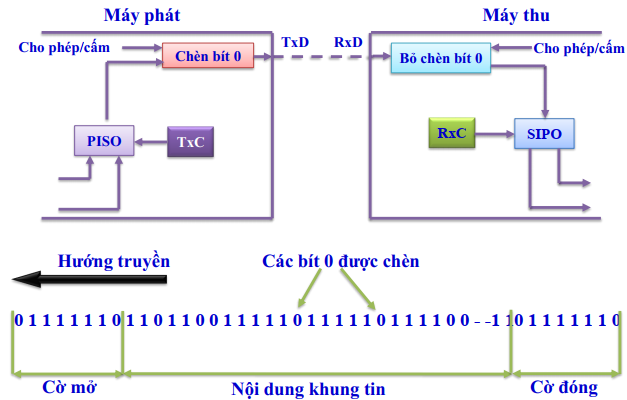 Máy phát
Máy thu
Cho phép/cấm
Chèn bít 0
TxD
RxD
Bỏ chèn bít 0
Cho phép/cấm
PISO
TxC
RxC
SIPO
Hướng truyền
Các bít 0 được chèn
0 1 1 1 1 1 1 0 1 1 0 1 1 0 0 1 1 1 1 1 0 1 1 1 1 1 0 1 1 1 1 0 0 - -1 1 0 1 1 1 1 1 1 0
Cờ mở
Nội dung khung tin
Cờ đóng